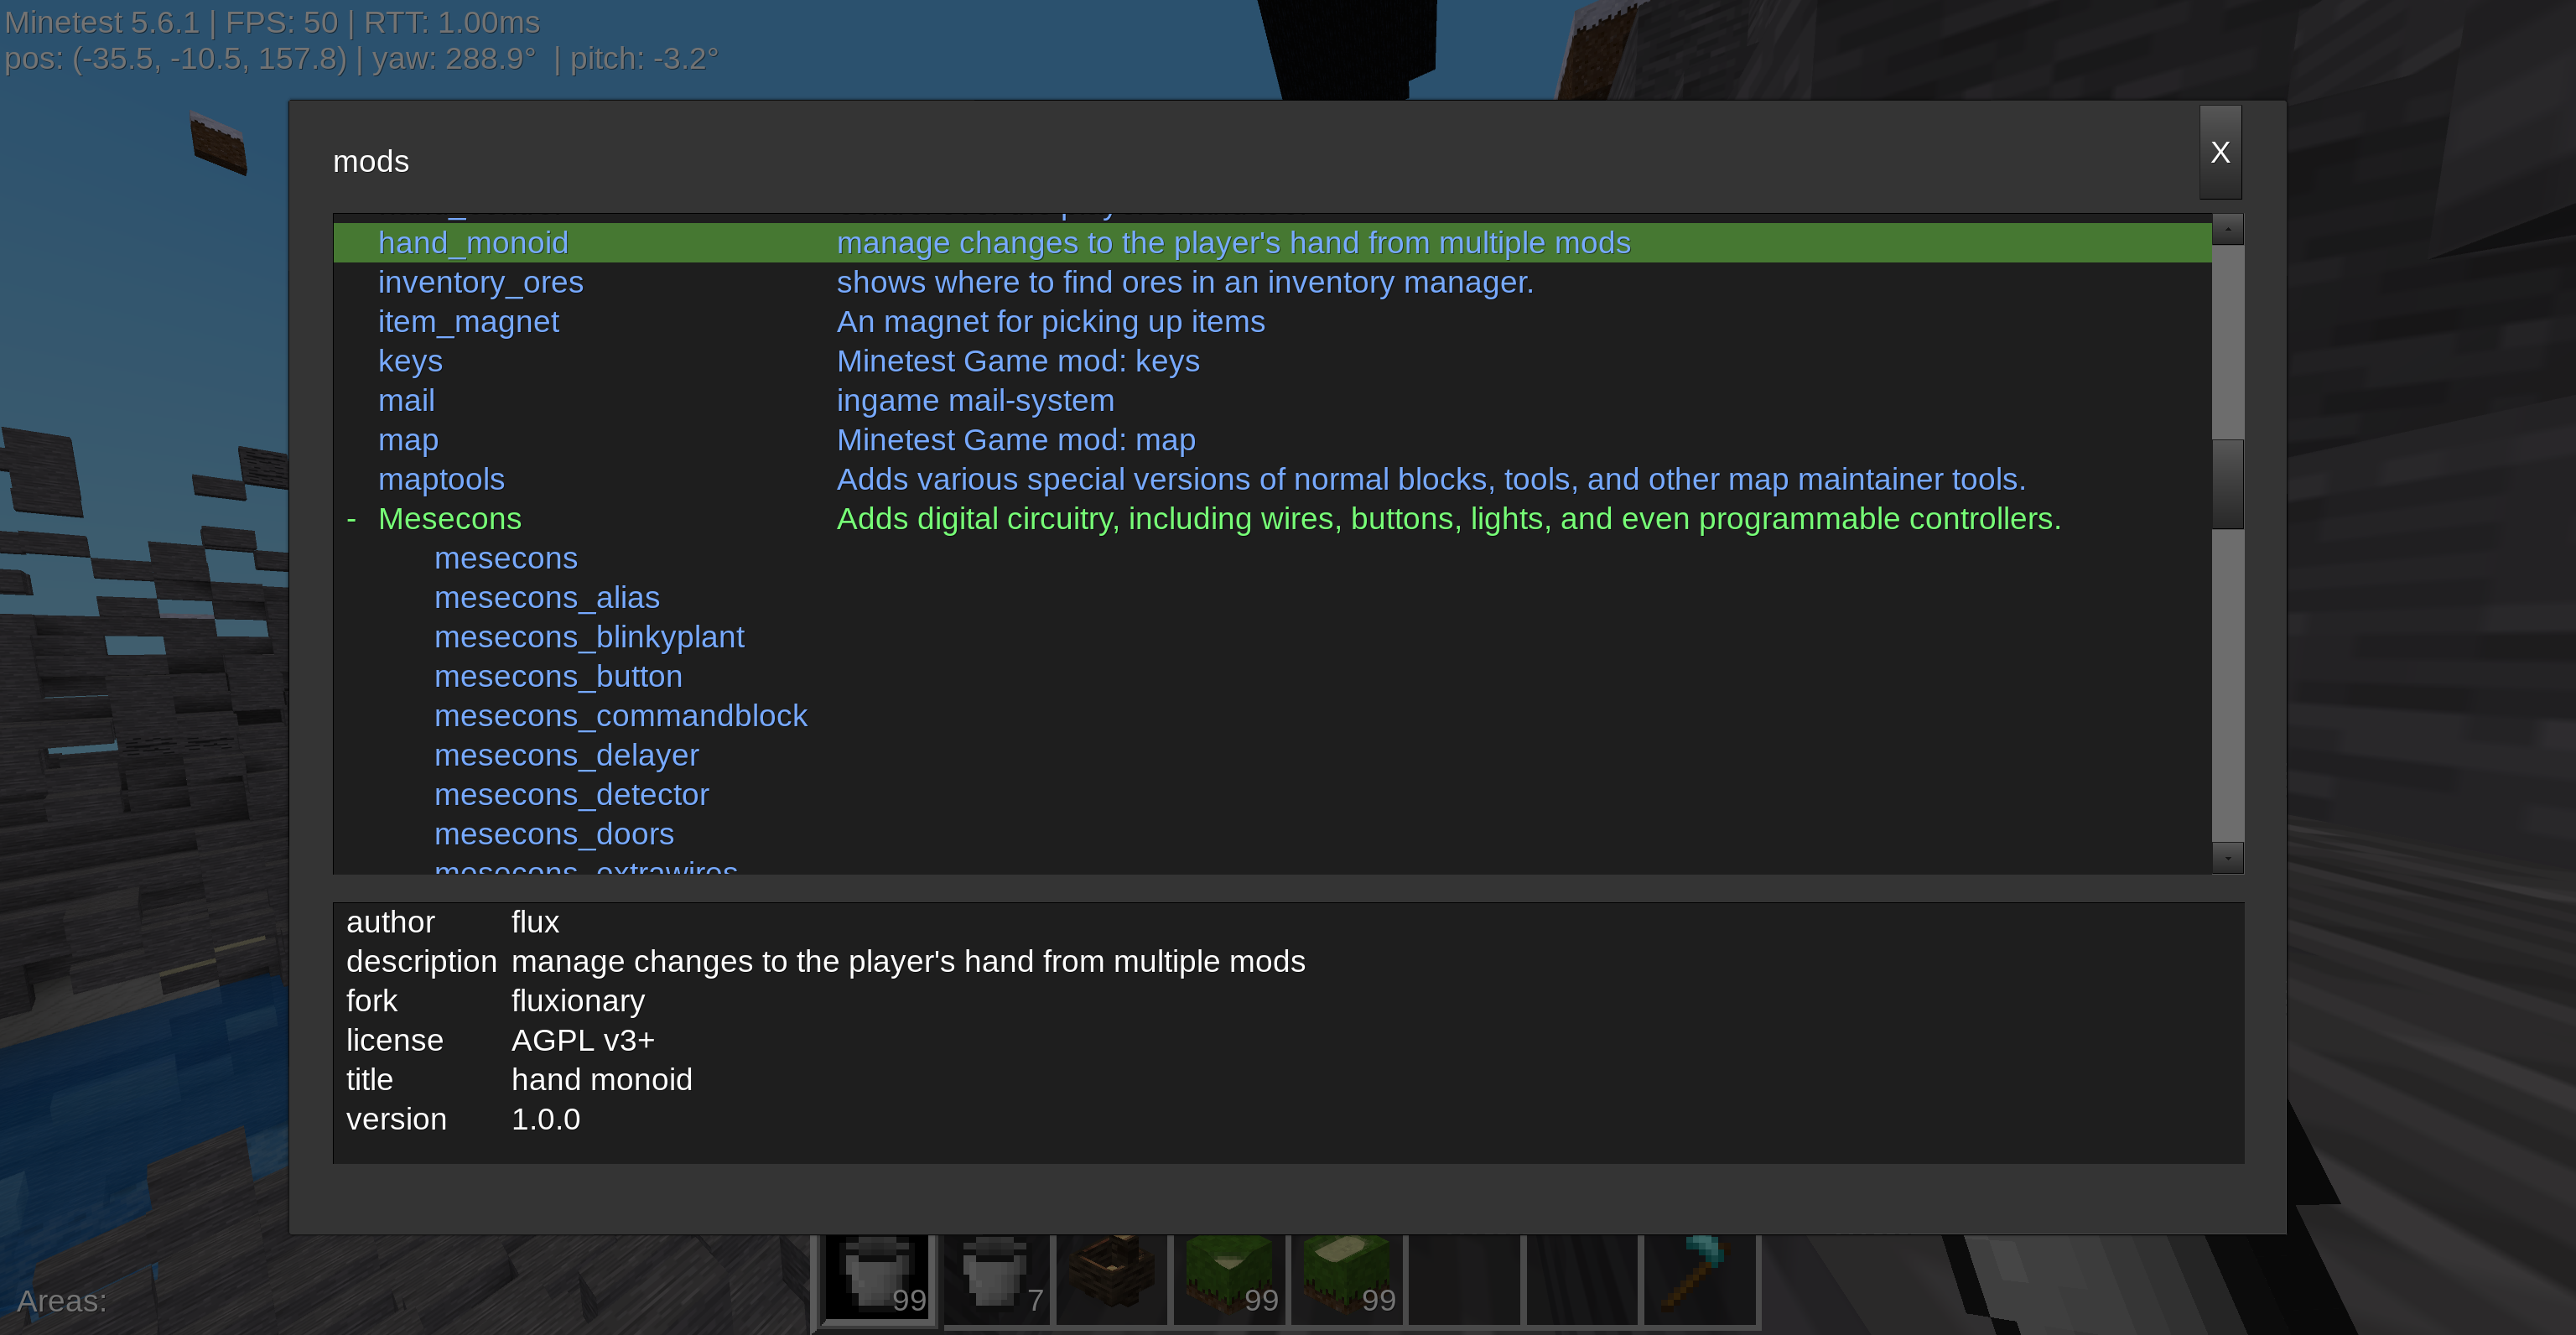 Minetest 5.6.1 | FPS: 50 | RTT: 1.00ms
pos: (-35.5, -10.5, 157.8) | yaw: 288.9° | pitch: -3.2°
mods
X
hand_monoid manage changes to the player's hand from multiple mods
inventory_ores shows where to find ores in an inventory manager.
item_magnet An magnet for picking up items
keys Minetest Game mod: keys
mail ingame mail-system
map Minetest Game mod: map
maptools Adds various special versions of normal blocks, tools, and other map maintainer tools.
- Mesecons Adds digital circuitry, including wires, buttons, lights, and even programmable controllers.
mesecons
mesecons_alias
mesecons_blinkyplant
mesecons_button
mesecons_commandblock
mesecons_delayer
mesecons_detector
mesecons_doors
mesecons_extrawires
author flux
description manage changes to the player's hand from multiple mods
fork fluxionary
license AGPL v3+
title hand monoid
version 1.0.0
Areas:
99 7 99 99